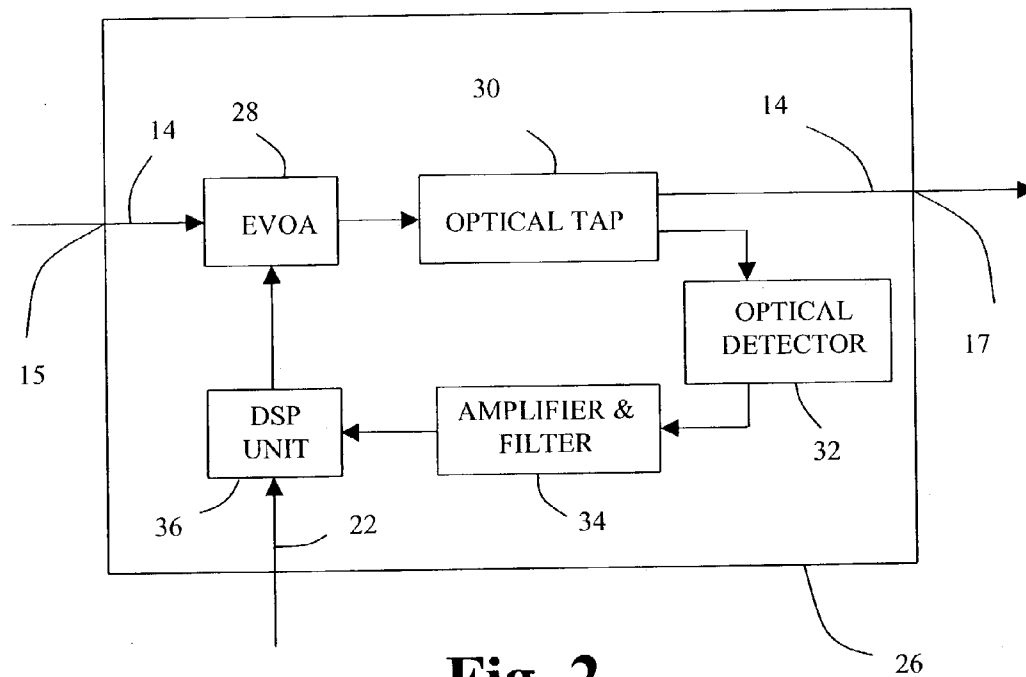 30
28
14
14
EVOA
OPTICAL TAP
OPTICAL
DETECTOR
15
17
DSP
UNIT
AMPLIFIER &
FILTER
32
36
22
34
26
Fig. 2